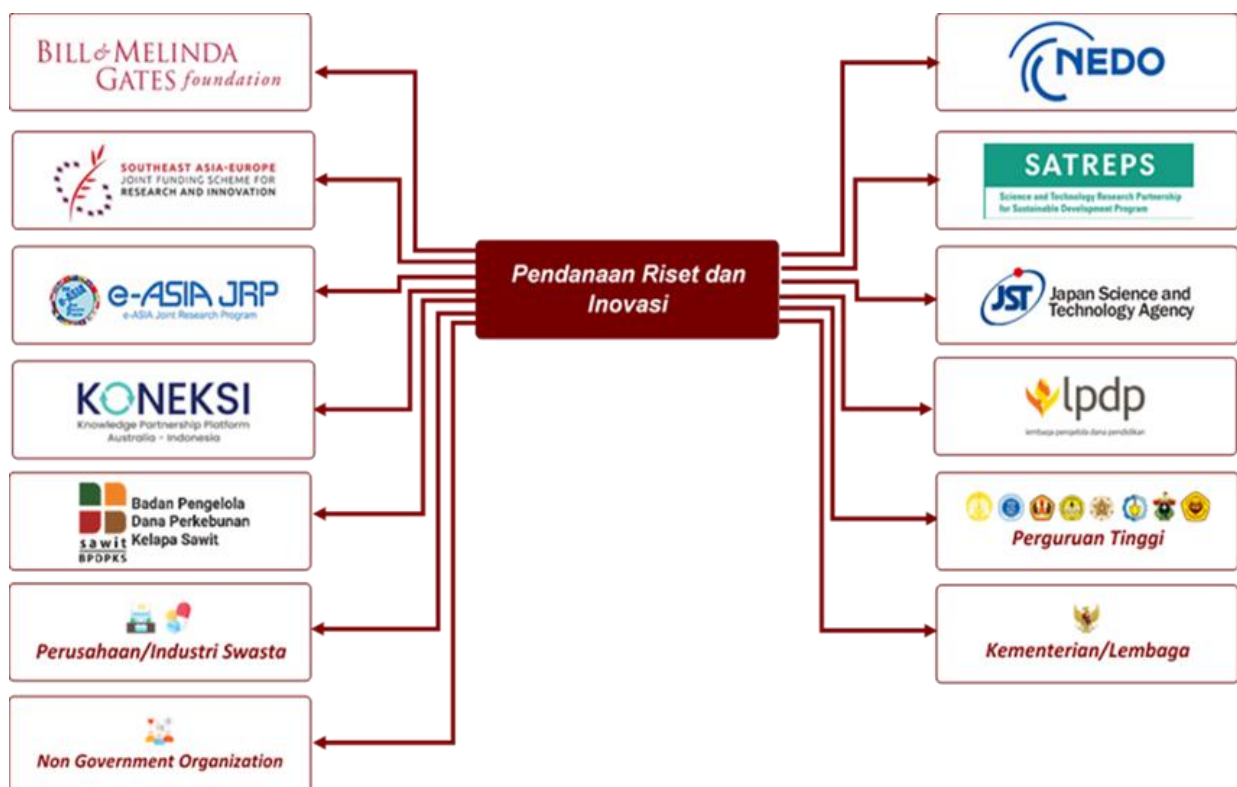 BILL & MELINDA
GATES foundation
SOUTHEAST ASIA-EUROPE
JOINT FUNDING SCHEME FOR
RESEARCH AND INNOVATION
e-ASIA JRP
e-ASIA Joint Research Program
KONEKSI
Knowledge Partnership Platform
Australia - Indonesia
Badan Pengelola
Dana Perkebunan
Kelapa Sawit
sawit
BPDPKS
Perusahaan/Industri Swasta
Non Government Organization
Pendanaan Riset dan
Inovasi
NEDO
SATREPS
Science and Technology Research Partnership
for Sustainable Development Program
JST
Japan Science and
Technology Agency
lpdp
lembaga pengelola dana pendidikan
Perguruan Tinggi
Kementerian/Lembaga